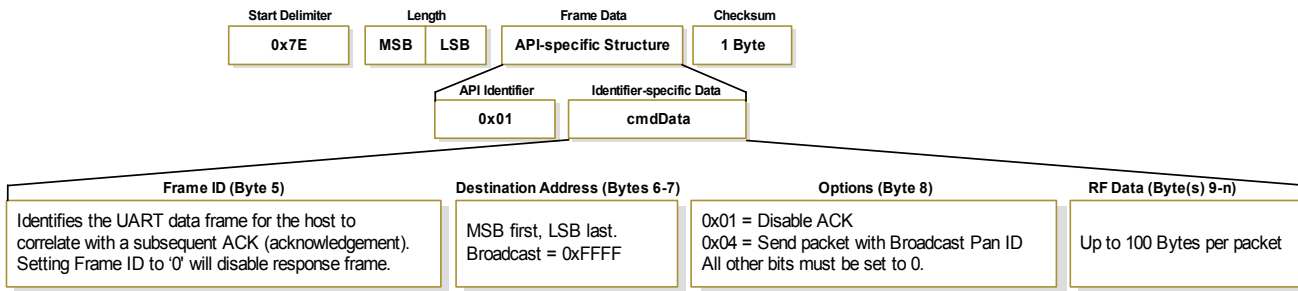 Start Delimiter Length Frame Data Checksum
0x7E MSB LSB API-specific Structure 1 Byte
API Identifier Identifier-specific Data
0x01 cmdData
Frame ID (Byte 5)
Identifies the UART data frame for the host to
correlate with a subsequent ACK (acknowledgement).
Setting Frame ID to ‘0' will disable response frame.
Destination Address (Bytes 6-7)
MSB first, LSB last.
Broadcast = 0xFFFF
Options (Byte 8)
0x01 = Disable ACK
0x04 = Send packet with Broadcast Pan ID
All other bits must be set to 0.
RF Data (Byte(s) 9-n)
Up to 100 Bytes per packet